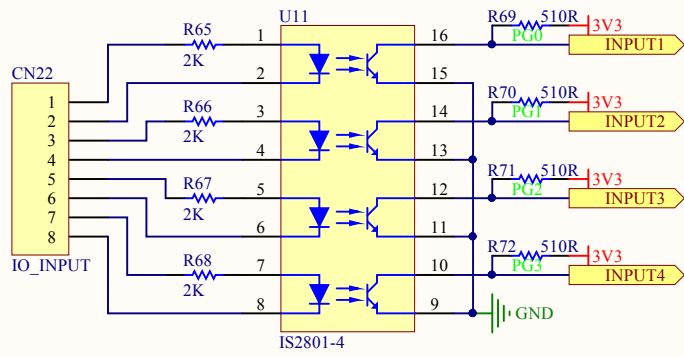 U11
R69 510R 3V3
R65 1 16 PG0 INPUT1
2K
CN22 2 15
1 R70 510R 3V3
2 R66 3 14 PG1 INPUT2
3 2K
4 4 13
5 R71 510R 3V3
6 R67 5 12 PG2 INPUT3
7 2K
8 6 11
IO_INPUT R72 510R 3V3
R68 7 10 PG3 INPUT4
2K
8 9 GND
IS2801-4